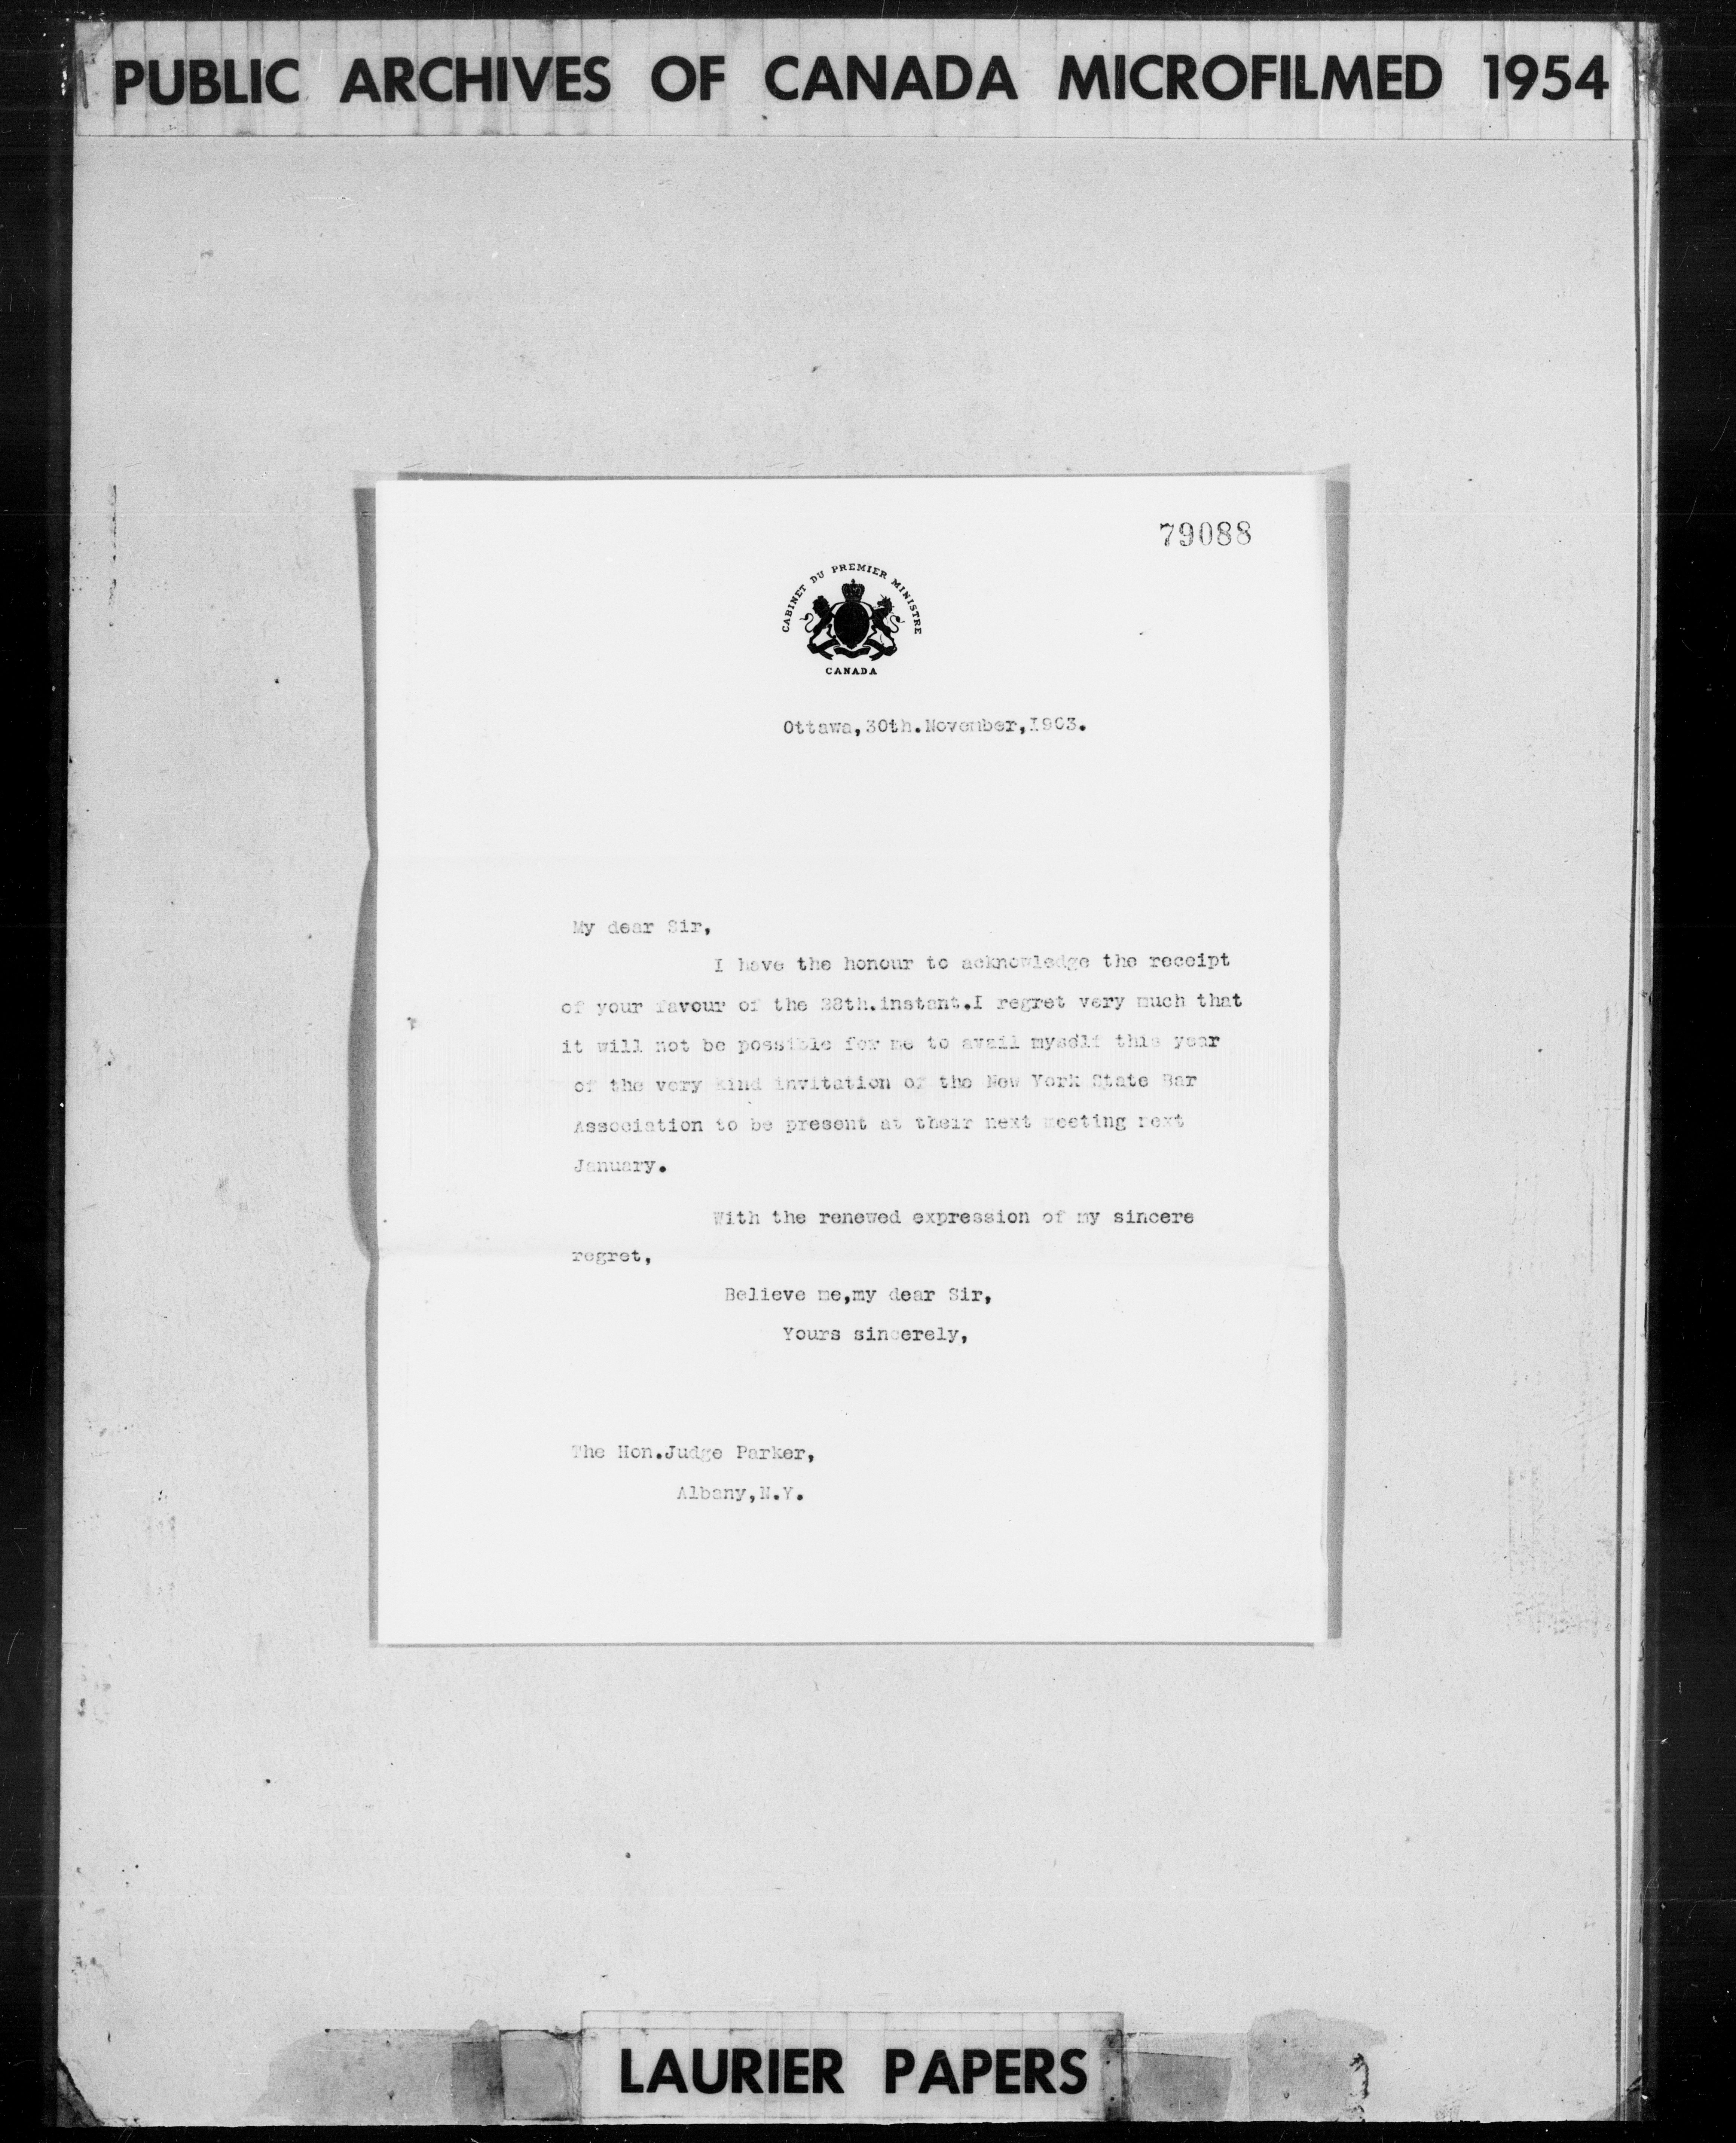 PUBLIC ARCHIVES OF CANADA MICROFILMED 1954
79088
CABINET DU PREMIER MINISTRE
CANADA
Ottawa,30th.November,I903.
My dear Sir,
I have the honour to acknowledge the receipt
of your favour of the 28th.instant.I regret very much that
it will not be possible for me to avail mysdlf this year
of the very kind invitation of the New York State Bar
Association to be present at their next meeting next
January.
With the renewed expression of my sincere
regret,
Believe me,my dear Sir,
Yours sincerely,
The Hon.Judge Parker,
Albany,N.Y.
LAURIER PAPERS